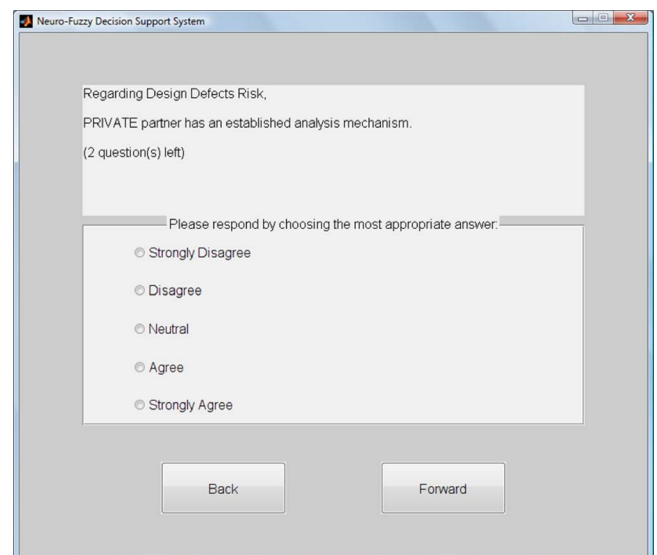 Neuro-Fuzzy Decision Support System
Regarding Design Defects Risk,
PRIVATE partner has an established analysis mechanism.
(2 question(s) left)
Please respond by choosing the most appropriate answer:
Strongly Disagree
Disagree
Neutral
Agree
Strongly Agree
Back
Forward